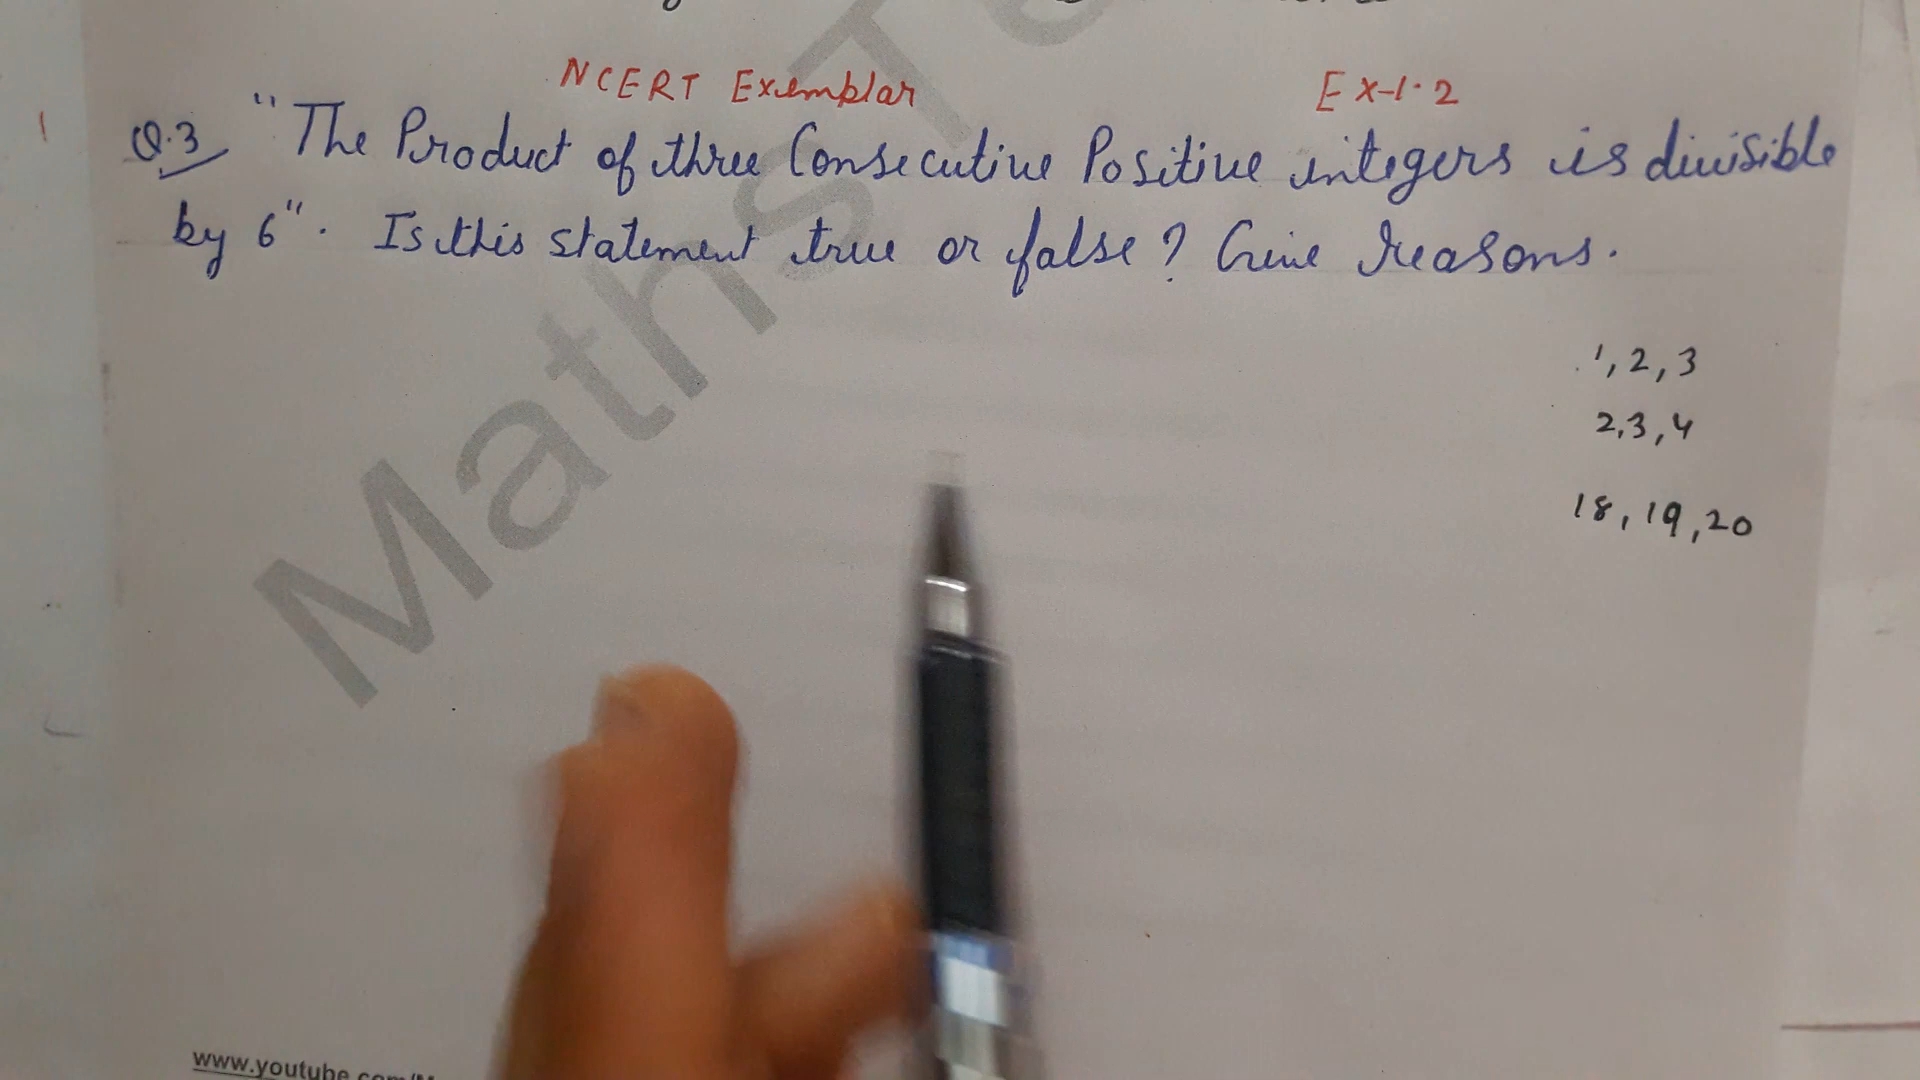 NCERT Exemplar Ex-1.2
Q.3 "The Product of three Consecutive Positive integers is divisible
by 6". Is this statement true or false? Give reasons.
1, 2, 3
2, 3, 4
18, 19, 20
Maths Te
www.youtube.com/M